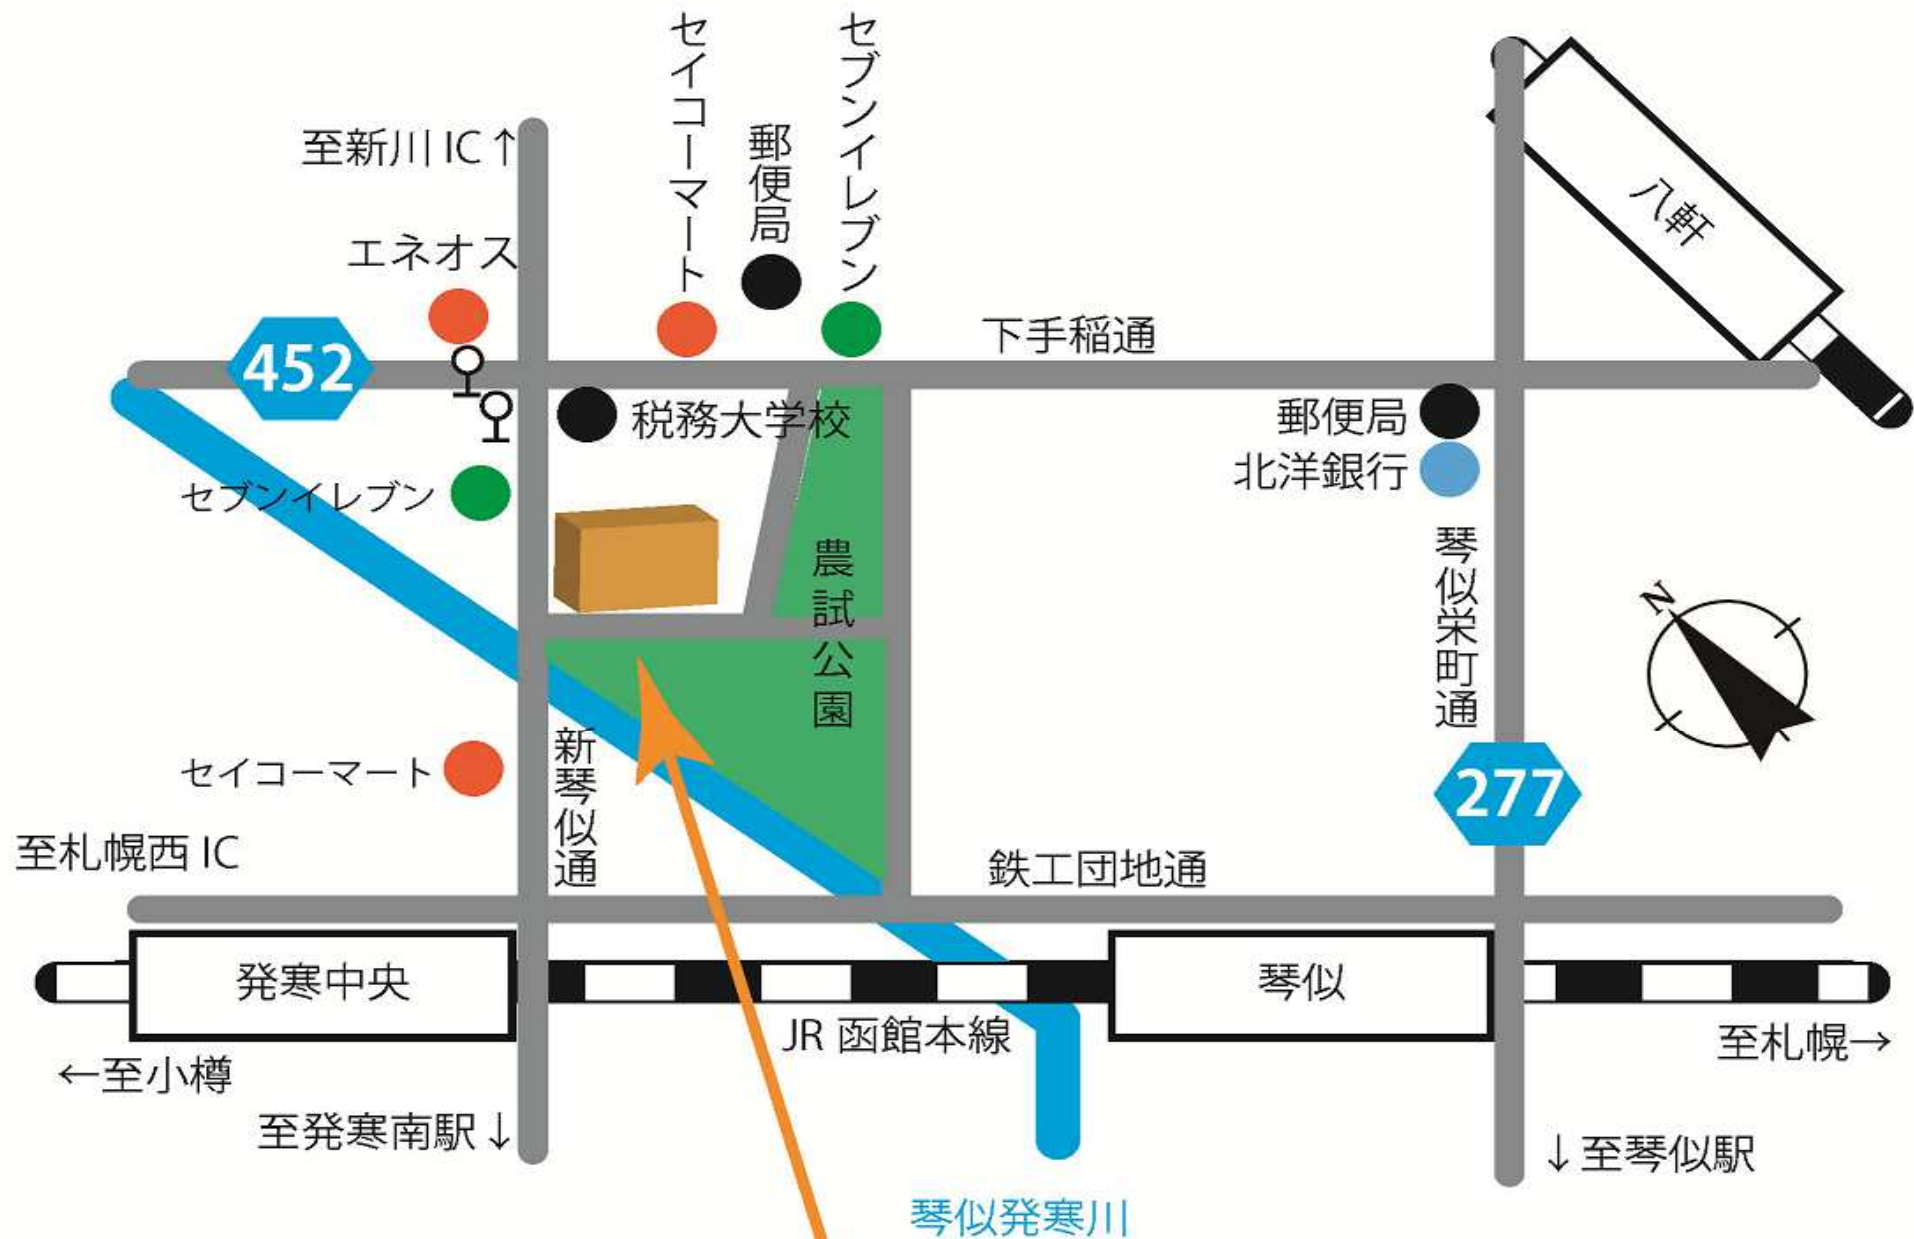 セイコーマート
郵便局
セブンイレブン
至新川 IC ↑
エネオス
八軒
452
下手稲通
税務大学校
郵便局
北洋銀行
セブンイレブン
農試公園
琴似栄町通
N
新琴似通
セイコーマート
277
至札幌西 IC
鉄工団地通
発寒中央
琴似
JR 函館本線
至札幌→
←至小樽
至発寒南駅↓
↓至琴似駅
琴似発寒川